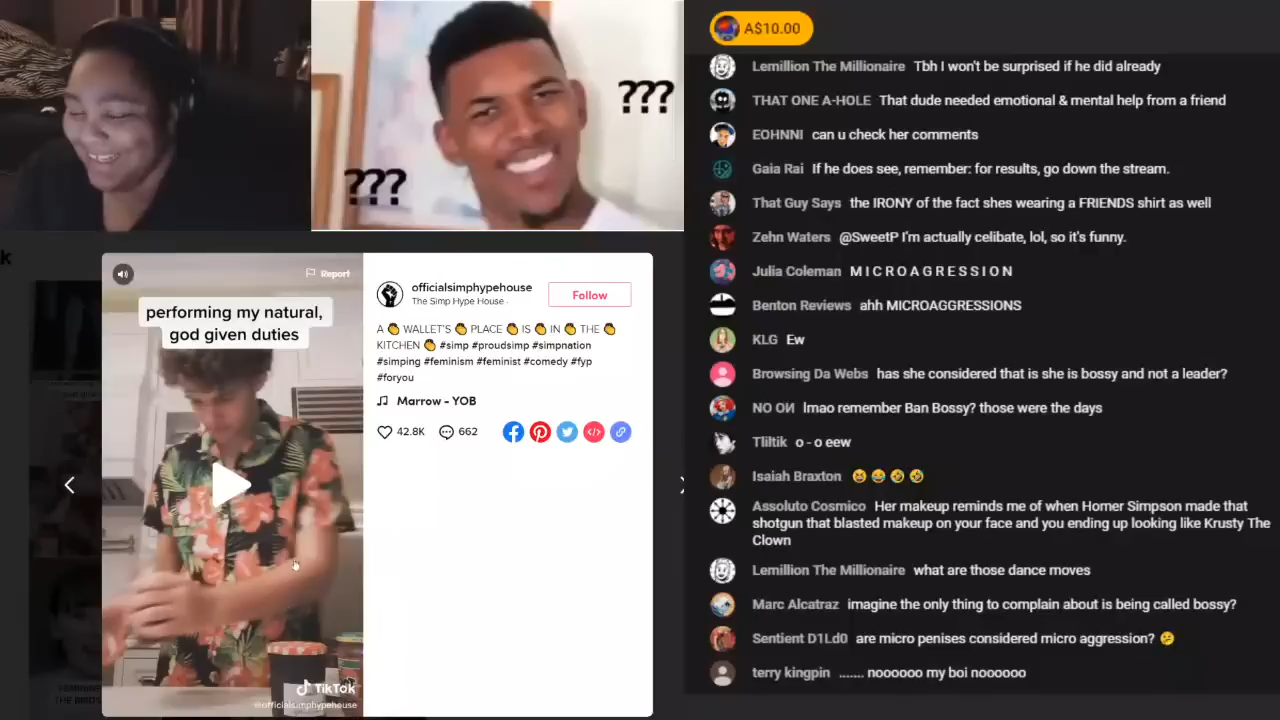 ???
???
k
Report
performing my natural,
god given duties
TikTok
@officialsimphypehouse
officialsimphypehouse
The Simp Hype House ·
Follow
A 👏 WALLET'S 👏 PLACE 👏 IS 👏 IN 👏 THE 👏
KITCHEN 👏 #simp #proudsimp #simpnation
#simping #feminism #feminist #comedy #fyp
#foryou
Marrow - YOB
42.8K 662
A$10.00
Lemillion The Millionaire Tbh I won't be surprised if he did already
THAT ONE A-HOLE That dude needed emotional & mental help from a friend
EOHNNI can u check her comments
Gaia Rai If he does see, remember: for results, go down the stream.
That Guy Says the IRONY of the fact shes wearing a FRIENDS shirt as well
Zehn Waters @SweetP I'm actually celibate, lol, so it's funny.
Julia Coleman M I C R O A G R E S S I O N
Benton Reviews ahh MICROAGGRESSIONS
KLG Ew
Browsing Da Webs has she considered that is she is bossy and not a leader?
NO OИ lmao remember Ban Bossy? those were the days
Tliltik o - o eew
Isaiah Braxton 😆 😂 🤣 🤣
Assoluto Cosmico Her makeup reminds me of when Homer Simpson made that
shotgun that blasted makeup on your face and you ending up looking like Krusty The
Clown
Lemillion The Millionaire what are those dance moves
Marc Alcatraz imagine the only thing to complain about is being called bossy?
Sentient D1Ld0 are micro penises considered micro aggression? 🤔
terry kingpin ....... noooooo my boi noooooo